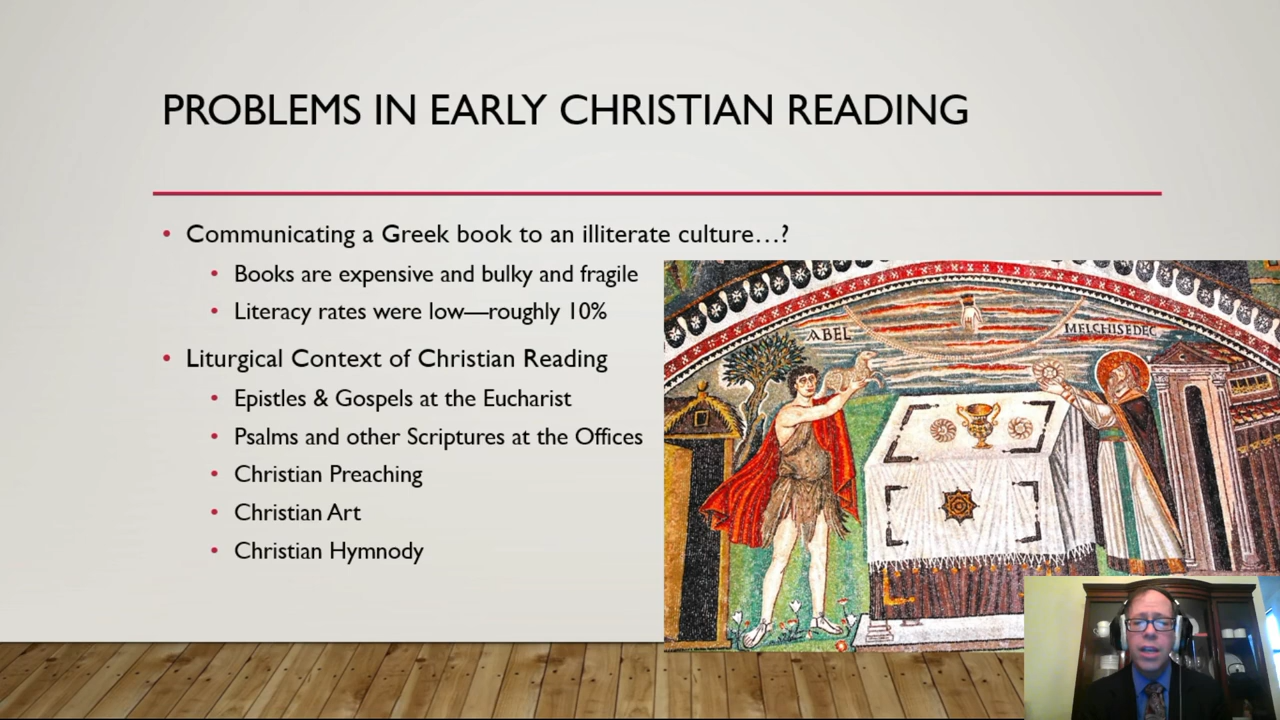 PROBLEMS IN EARLY CHRISTIAN READING
• Communicating a Greek book to an illiterate culture…?
• Books are expensive and bulky and fragile
• Literacy rates were low—roughly 10%
• Liturgical Context of Christian Reading
• Epistles & Gospels at the Eucharist
• Psalms and other Scriptures at the Offices
• Christian Preaching
• Christian Art
• Christian Hymnody
ABEL
MELCHISEDEC